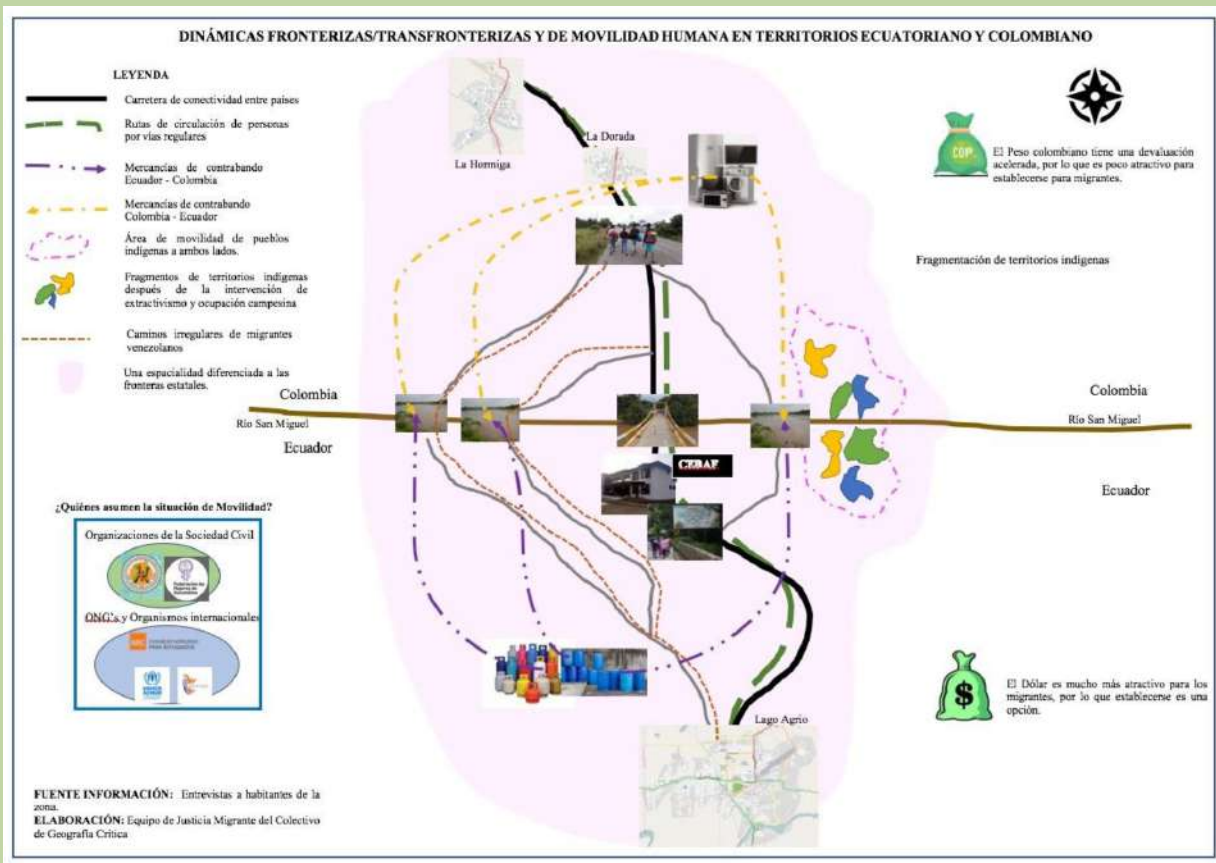 DINÁMICAS FRONTERIZAS/TRANSFRONTERIZAS Y DE MOVILIDAD HUMANA EN TERRITORIOS ECUATORIANO Y COLOMBIANO
LEYENDA
Carretera de conectividad entre países
Rutas de circulación de personas
por vías regulares
Mercancías de contrabando
Ecuador - Colombia
Mercancías de contrabando
Colombia - Ecuador
Área de movilidad de pueblos
indígenas a ambos lados.
Fragmentos de territorios indígenas
después de la intervención de
extractivismo y ocupación campesina
Caminos irregulares de migrantes
venezolanos
Una espacialidad diferenciada a las
fronteras estatales.
La Hormiga
La Dorada
COP
El Peso colombiano tiene una devaluación
acelerada, por lo que es poco atractivo para
establecerse para migrantes.
Fragmentación de territorios indígenas
Colombia
Río San Miguel
Ecuador
Colombia
Río San Miguel
Ecuador
CEBAF
¿Quiénes asumen la situación de Movilidad?
Organizaciones de la Sociedad Civil
ONG's y Organismos internacionales
Lago Agrio
$
El Dólar es mucho más atractivo para los
migrantes, por lo que establecerse es una
opción.
FUENTE INFORMACIÓN: Entrevistas a habitantes de la
zona.
ELABORACIÓN: Equipo de Justicia Migrante del Colectivo
de Geografía Crítica